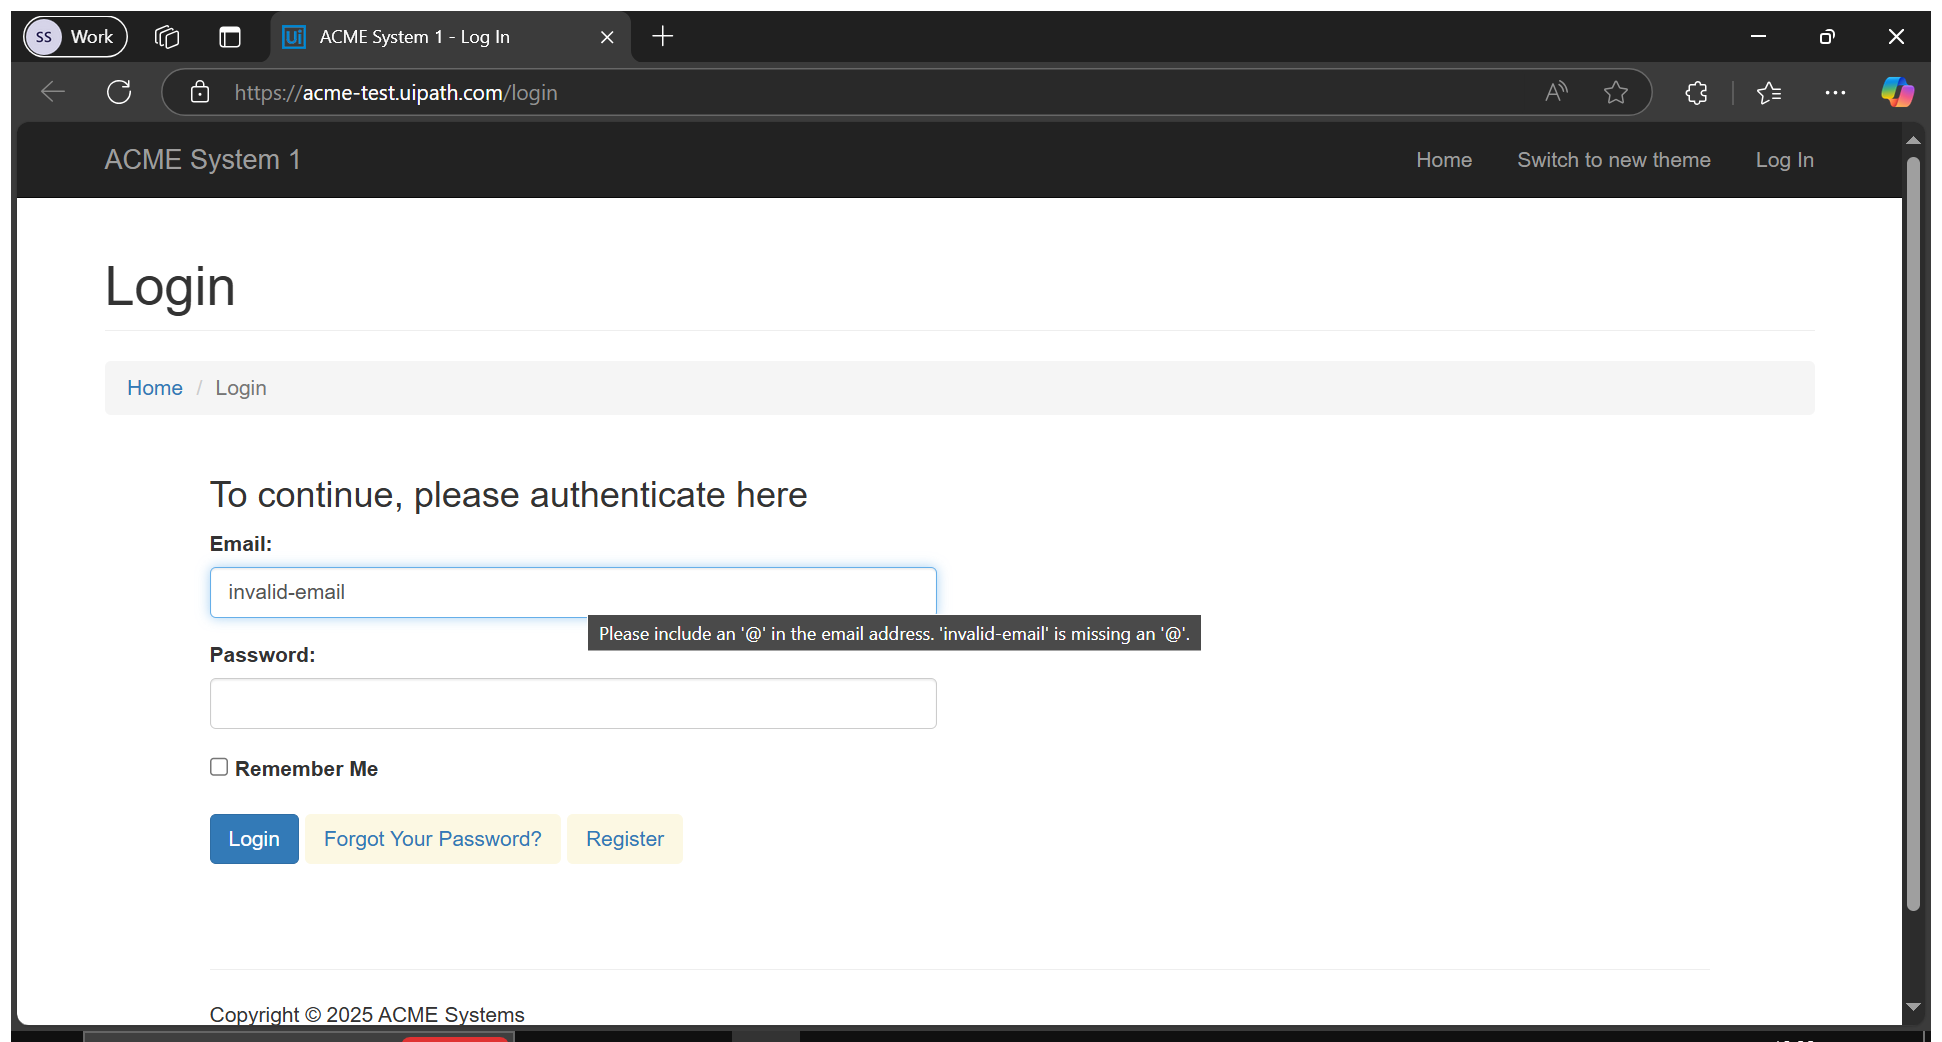 SS Work
Ui ACME System 1 - Log In
https://acme-test.uipath.com/login
ACME System 1
Home Switch to new theme Log In
Login
Home / Login
To continue, please authenticate here
Email:
invalid-email
Please include an '@' in the email address. 'invalid-email' is missing an '@'.
Password:
Remember Me
Login Forgot Your Password? Register
Copyright © 2025 ACME Systems